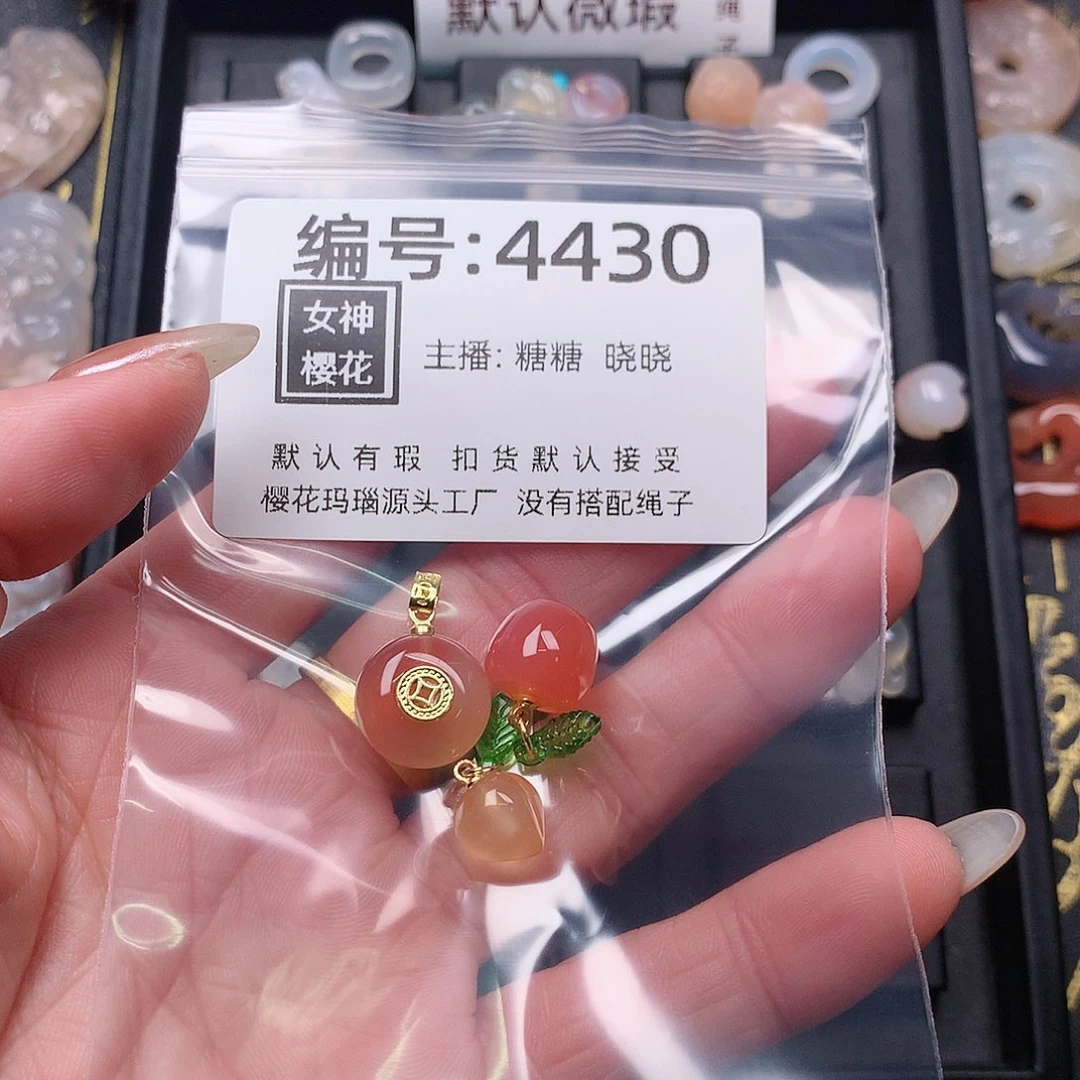 默认微瑕
绳
子
编号:4430
女神
樱花
主播: 糖糖 晓晓
默认有瑕 扣货默认接受
樱花玛瑙源头工厂 没有搭配绳子